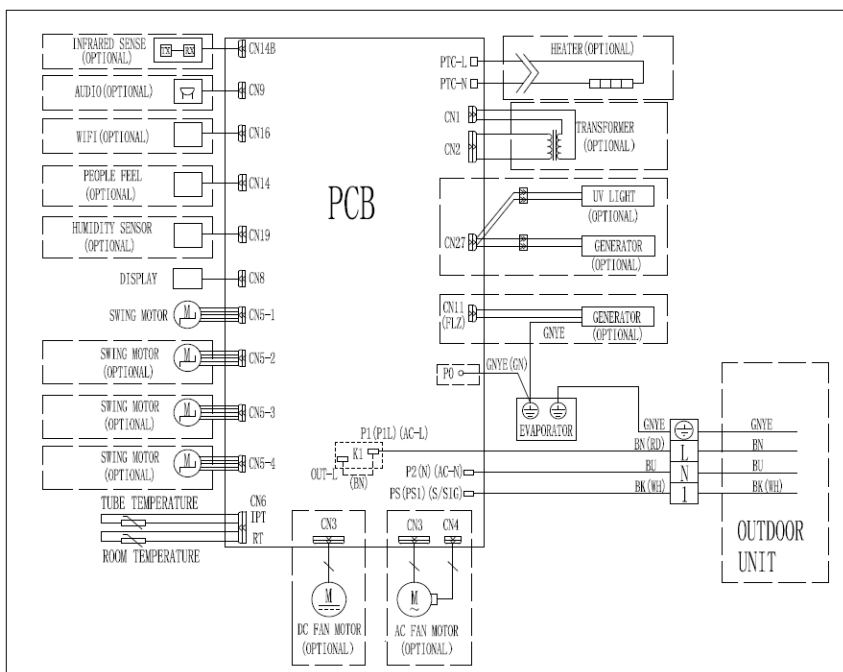 INFRARED SENSE
(OPTIONAL)
TX
RX
CN14B
AUDIO(OPTIONAL)
CN9
WIFI(OPTIONAL)
CN16
PEOPLE FEEL
(OPTIONAL)
CN14
HUMIDITY SENSOR
(OPTIONAL)
CN19
DISPLAY
CN8
SWING MOTOR
M
CN5-1
SWING MOTOR
(OPTIONAL)
M
CN5-2
SWING MOTOR
(OPTIONAL)
M
CN5-3
SWING MOTOR
(OPTIONAL)
M
CN5-4
CN6
TUBE TEMPERATURE
IPT
RT
ROOM TEMPERATURE
PCB
HEATER(OPTIONAL)
PTC-L
PTC-N
CN1
CN2
TRANSFORMER
(OPTIONAL)
UV LIGHT
(OPTIONAL)
CN27
GENERATOR
(OPTIONAL)
CN11
(FLZ)
GENERATOR
(OPTIONAL)
GNYE
P0
GNYE(GN)
EVAPORATOR
P1(P1L)(AC-L)
K1
OUT-L
(BN)
P2(N)(AC-N)
PS(PS1)(S/SIG)
GNYE
BN(RD)
BU
BK(WH)
L
N
1
GNYE
BN
BU
BK(WH)
OUTDOOR
UNIT
CN3
M
DC FAN MOTOR
(OPTIONAL)
CN3
CN4
M
~
AC FAN MOTOR
(OPTIONAL)